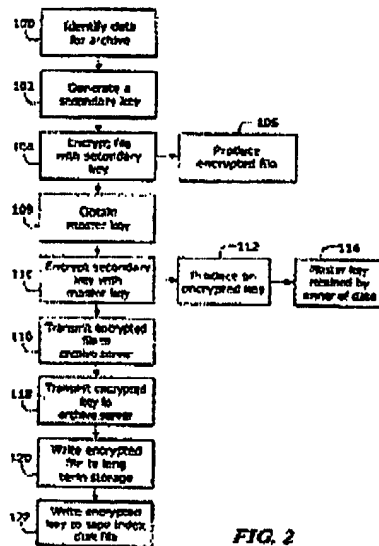 100
Identify data
for archive
102
Generate a
secondary key
104
Encrypt file
with secondary
key
106
Produce
encrypted file
108
Obtain
master key
110
Encrypt secondary
key with
master key
112
Produce an
encrypted key
114
Master key
retained by
owner of data
116
Transmit encrypted
file to
archive server
118
Transmit encrypted
key to
archive server
120
Write encrypted
file to long
term storage
122
Write encrypted
key to tape index
disk file
FIG. 2